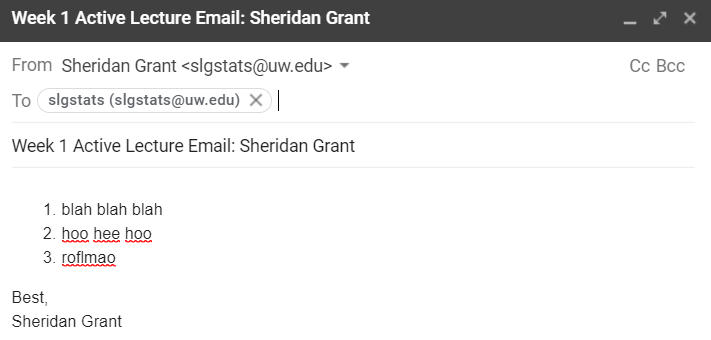 Week 1 Active Lecture Email: Sheridan Grant
From Sheridan Grant <slgstats@uw.edu> Cc Bcc
To slgstats (slgstats@uw.edu)
Week 1 Active Lecture Email: Sheridan Grant
1. blah blah blah
2. hoo hee hoo
3. roflmao
Best,
Sheridan Grant